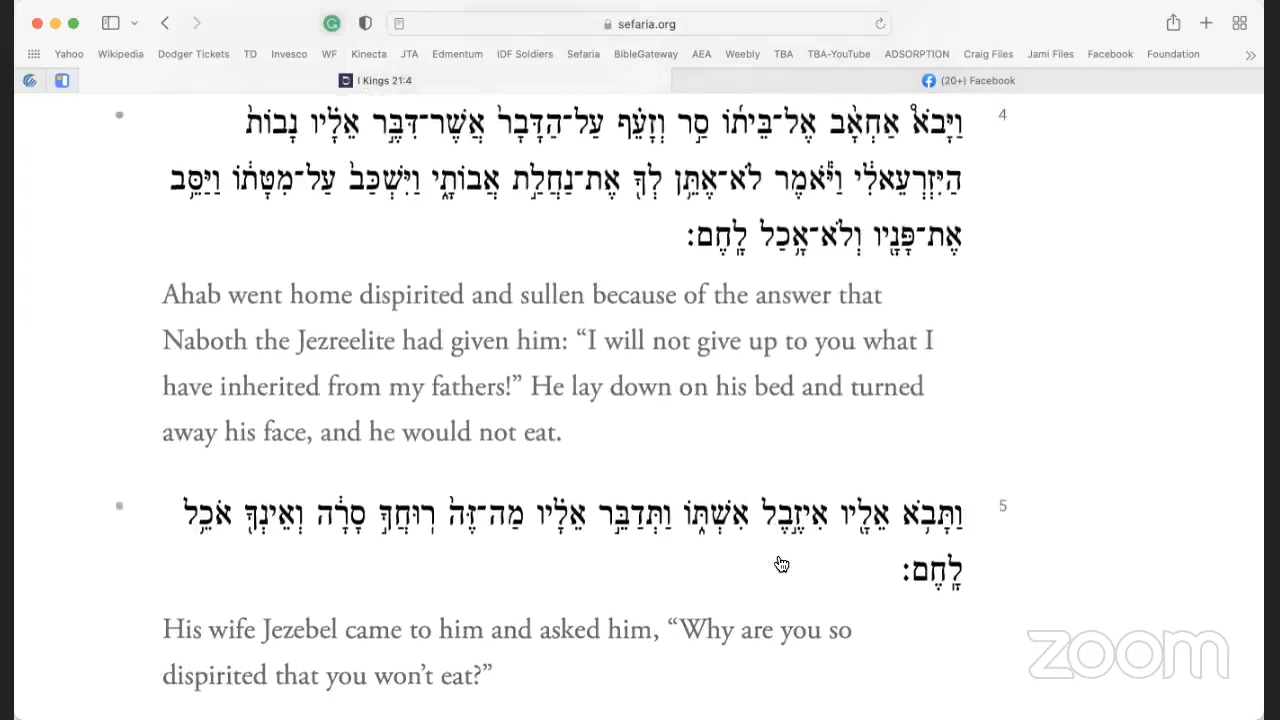 sefaria.org
Yahoo Wikipedia Dodger Tickets TD Invesco WF Kinecta JTA Edmentum IDF Soldiers Sefaria BibleGateway AEA Weebly TBA TBA-YouTube ADSORPTION Craig Files Jami Files Facebook Foundation
I Kings 21:4 (20+) Facebook
4
וַיָּבֹא֩ אַחְאָ֨ב אֶל־בֵּית֜וֹ סַ֣ר וְזָעֵ֗ף עַל־הַדָּבָר֙ אֲשֶׁר־דִּבֶּ֣ר אֵלָ֗יו נָבוֹת֙
הַיִּזְרְעֵאלִ֔י וַיֹּ֕אמֶר לֹא־אֶתֵּ֥ן לְךָ֖ אֶת־נַחֲלַ֣ת אֲבוֹתָ֑י וַיִּשְׁכַּב֙ עַל־מִטָּת֔וֹ וַיַּסֵּ֥ב
אֶת־פָּנָ֖יו וְלֹא־אָ֥כַל לָֽחֶם׃
Ahab went home dispirited and sullen because of the answer that
Naboth the Jezreelite had given him: “I will not give up to you what I
have inherited from my fathers!” He lay down on his bed and turned
away his face, and he would not eat.
5
וַתָּבֹ֥א אֵלָ֖יו אִיזֶ֣בֶל אִשְׁתּ֑וֹ וַתְּדַבֵּ֣ר אֵלָ֗יו מַה־זֶּה֙ רֽוּחֲךָ֣ סָרָ֔ה וְאֵינְךָ֖ אֹכֵ֥ל
לָֽחֶם׃
His wife Jezebel came to him and asked him, “Why are you so
dispirited that you won’t eat?”
zoom